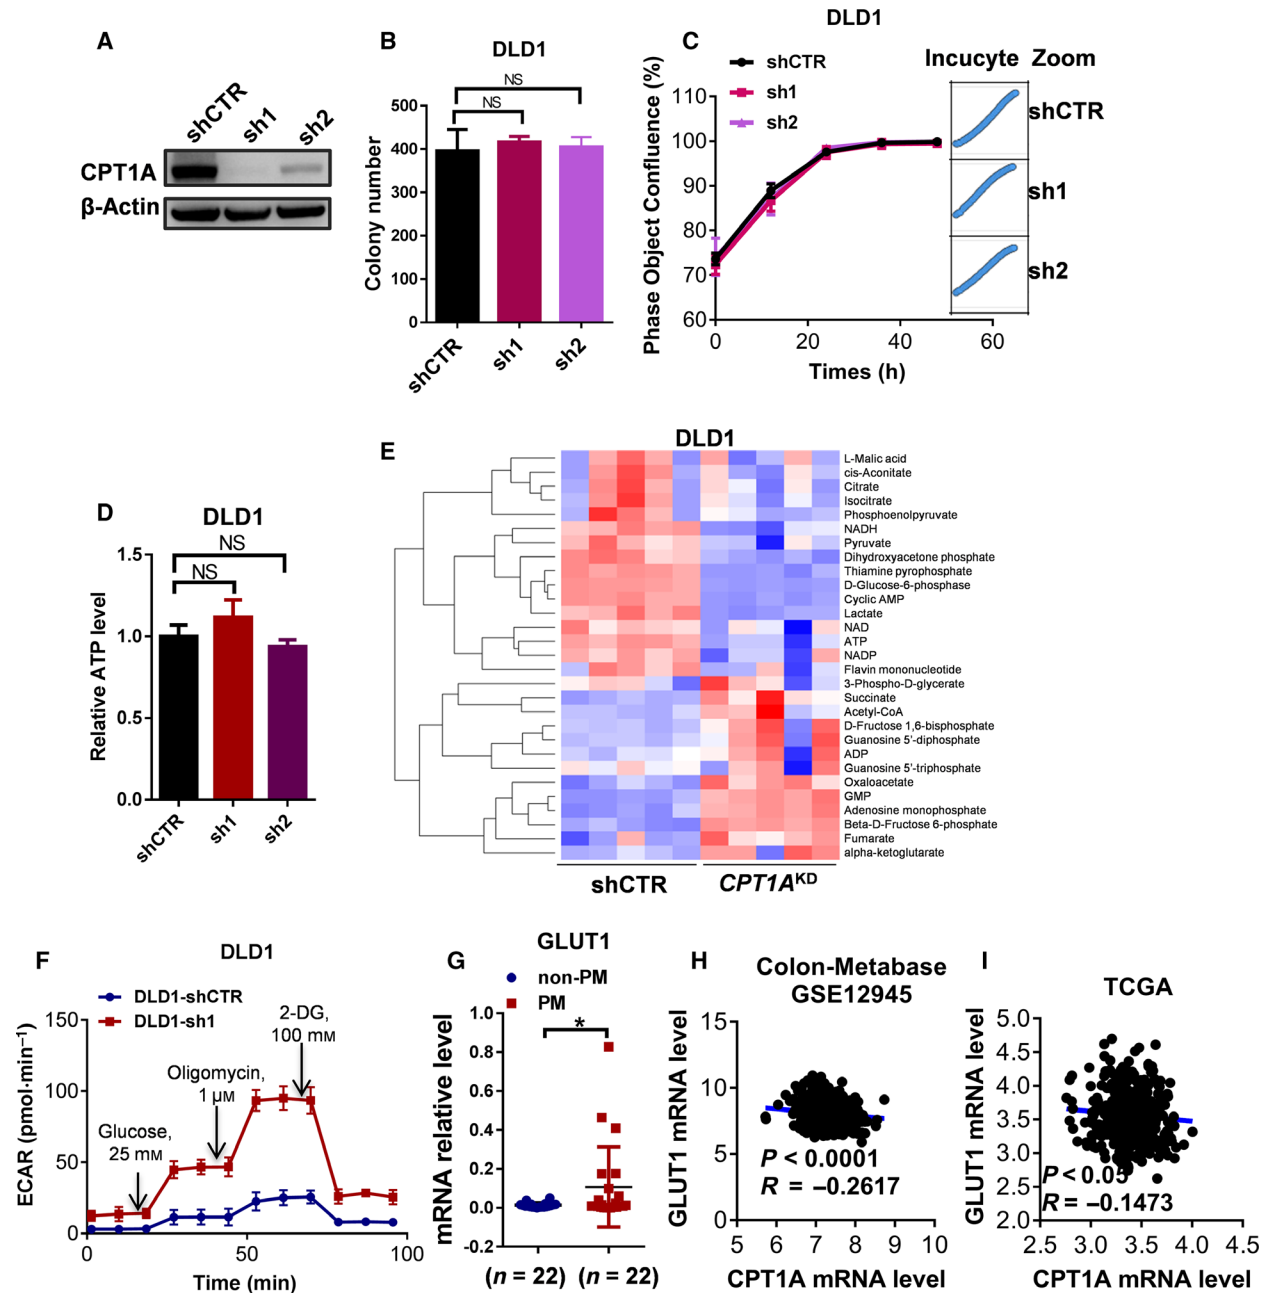 A
shCTR
sh1
sh2
CPT1A
β-Actin
B
DLD1
NS
NS
Colony number
500
400
300
200
100
0
shCTR
sh1
sh2
C
DLD1
shCTR
sh1
sh2
Phase Object Confluence (%)
110
100
90
80
70
60
0
20
40
60
Times (h)
Incucyte Zoom
shCTR
sh1
sh2
D
DLD1
NS
NS
Relative ATP level
1.5
1.0
0.5
0.0
shCTR
sh1
sh2
E
DLD1
L-Malic acid
cis-Aconitate
Citrate
Isocitrate
Phosphoenolpyruvate
NADH
Pyruvate
Dihydroxyacetone phosphate
Thiamine pyrophosphate
D-Glucose-6-phosphase
Cyclic AMP
Lactate
NAD
ATP
NADP
Flavin mononucleotide
3-Phospho-D-glycerate
Succinate
Acetyl-CoA
D-Fructose 1,6-bisphosphate
Guanosine 5'-diphosphate
ADP
Guanosine 5'-triphosphate
Oxaloacetate
GMP
Adenosine monophosphate
Beta-D-Fructose 6-phosphate
Fumarate
alpha-ketoglutarate
shCTR
CPT1AKD
F
DLD1
DLD1-shCTR
DLD1-sh1
ECAR (pmol·min−1)
150
100
50
0
Glucose,
25 mM
Oligomycin,
1 μM
2-DG,
100 mM
0
50
100
Time (min)
G
GLUT1
non-PM
PM
*
mRNA relative level
1.0
0.8
0.6
0.4
0.2
0.0
-0.2
(n = 22)
(n = 22)
H
Colon-Metabase
GSE12945
GLUT1 mRNA level
15
10
5
0
P < 0.0001
R = −0.2617
5
6
7
8
9
10
CPT1A mRNA level
I
TCGA
GLUT1 mRNA level
5.0
4.5
4.0
3.5
3.0
2.5
2.0
P < 0.05
R = −0.1473
2.5
3.0
3.5
4.0
4.5
CPT1A mRNA level